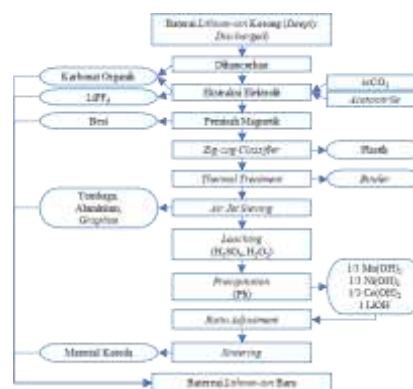 Baterai Lithium-ion Kosong (Deeply
Discharged)
Dihancurkan
Karbonat Organik
Ekstraksi Elektrolit
scCO2
Acetonitrile
LiPF6
Besi
Pemisah Magnetik
Zig-zag Classifier
Plastik
Thermal Treatment
Binder
Tembaga,
Aluminium,
Graphite
Air Jet Sieving
Leaching
(H2SO4, H2O2)
Precipitation
(Ph)
1/3 Mn(OH)2
1/3 Ni(OH)2
1/3 Co(OH)2
1 LiOH
Ratio Adjustment
Material Katoda
Sintering
Baterai Lithium-ion Baru